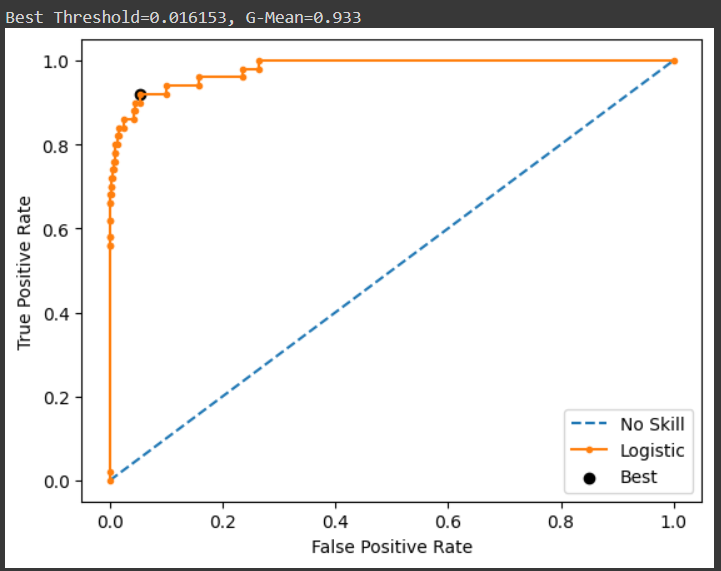 Best Threshold=0.016153, G-Mean=0.933
1.0
0.8
0.6
0.4
0.2
0.0
True Positive Rate
No Skill
Logistic
Best
0.0 0.2 0.4 0.6 0.8 1.0
False Positive Rate